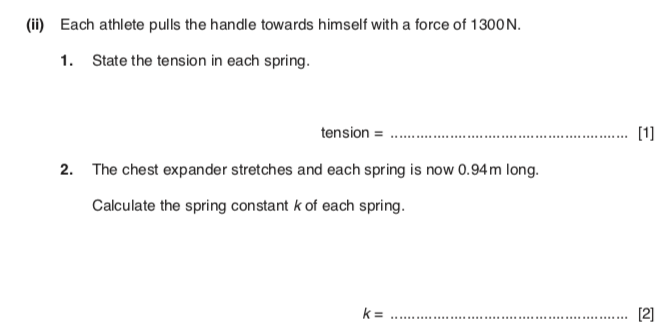 (ii) Each athlete pulls the handle towards himself with a force of 1300N.
1. State the tension in each spring.
tension = ............................................................ [1]
2. The chest expander stretches and each spring is now 0.94m long.
Calculate the spring constant k of each spring.
k = ............................................................ [2]